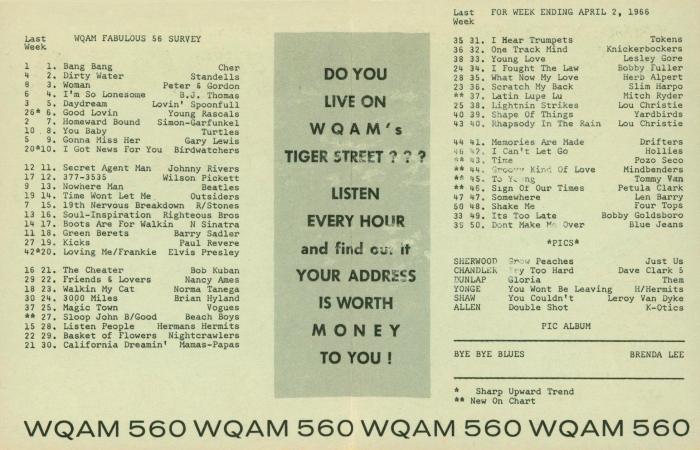 Last
Week WQAM FABULOUS 56 SURVEY
1 1. Bang Bang Cher
4 2. Dirty Water Standells
8 3. Woman Peter & Gordon
6 4. I'm So Lonesome B.J. Thomas
3 5. Daydream Lovin' Spoonfull
26* 6. Good Lovin' Young Rascals
2 7. Homeward Bound Simon-Garfunkel
10 8. You Baby Turtles
5 9. Gonna Miss Her Gary Lewis
20*10. I Got News For You Birdwatchers
12 11. Secret Agent Man Johnny Rivers
17 12. 377-3535 Wilson Pickett
9 13. Nowhere Man Beatles
19 14. Time Wont Let Me Outsiders
7 15. 19th Nervous Breakdown R/Stones
13 16. Soul-Inspiration Righteous Bros
14 17. Boots Are For Walkin N Sinatra
11 18. Green Berets Barry Sadler
27 19. Kicks Paul Revere
42*20. Loving Me/Frankie Elvis Presley
16 21. The Cheater Bob Kuban
29 22. Friends & Lovers Nancy Ames
18 23. Walkin My Cat Norma Tanega
30 24. 3000 Miles Brian Hyland
37 25. Magic Town Vogues
** 27. Sloop John B/Good Beach Boys
15 28. Listen People Hermans Hermits
22 29. Basket of Flowers Nightcrawlers
21 30. California Dreamin' Mamas-Papas
DO YOU
LIVE ON
WQAM's
TIGER STREET ? ? ?
LISTEN
EVERY HOUR
and find out if
YOUR ADDRESS
IS WORTH
MONEY
TO YOU !
Last FOR WEEK ENDING APRIL 2, 1966
Week
35 31. I Hear Trumpets Tokens
36 32. One Track Mind Knickerbockers
38 33. Young Love Lesley Gore
24 34. I Fought The Law Bobby Fuller
28 35. What Now My Love Herb Alpert
23 36. Scratch My Back Slim Harpo
** 37. Latin Lupe Lu Mitch Ryder
25 38. Lightnin Strikes Lou Christie
40 39. Shape Of Things Yardbirds
43 40. Rhapsody In The Rain Lou Christie
44 41. Memories Are Made Drifters
46 42. I Can't Let Go Hollies
** 43. Time Pozo Seco
** 44. Groovy Kind Of Love Mindbenders
** 45. To Young Tommy Van
** 46. Sign Of Our Times Petula Clark
47 47. Somewhere Len Barry
50 48. Shake Me Four Tops
33 49. Its Too Late Bobby Goldsboro
39 50. Dont Make Me Over Blue Jeans
*PICS*
SHERWOOD Grow Peaches Just Us
CHANDLER Try Too Hard Dave Clark 5
DUNLAP Gloria Them
YONGE You Wont Be Leaving H/Hermits
SHAW You Couldn't Leroy Van Dyke
ALLEN Double Shot K-Otics
PIC ALBUM
BYE BYE BLUES BRENDA LEE
* Sharp Upward Trend
** New On Chart
WQAM 560 WQAM 560 WQAM 560 WQAM 560